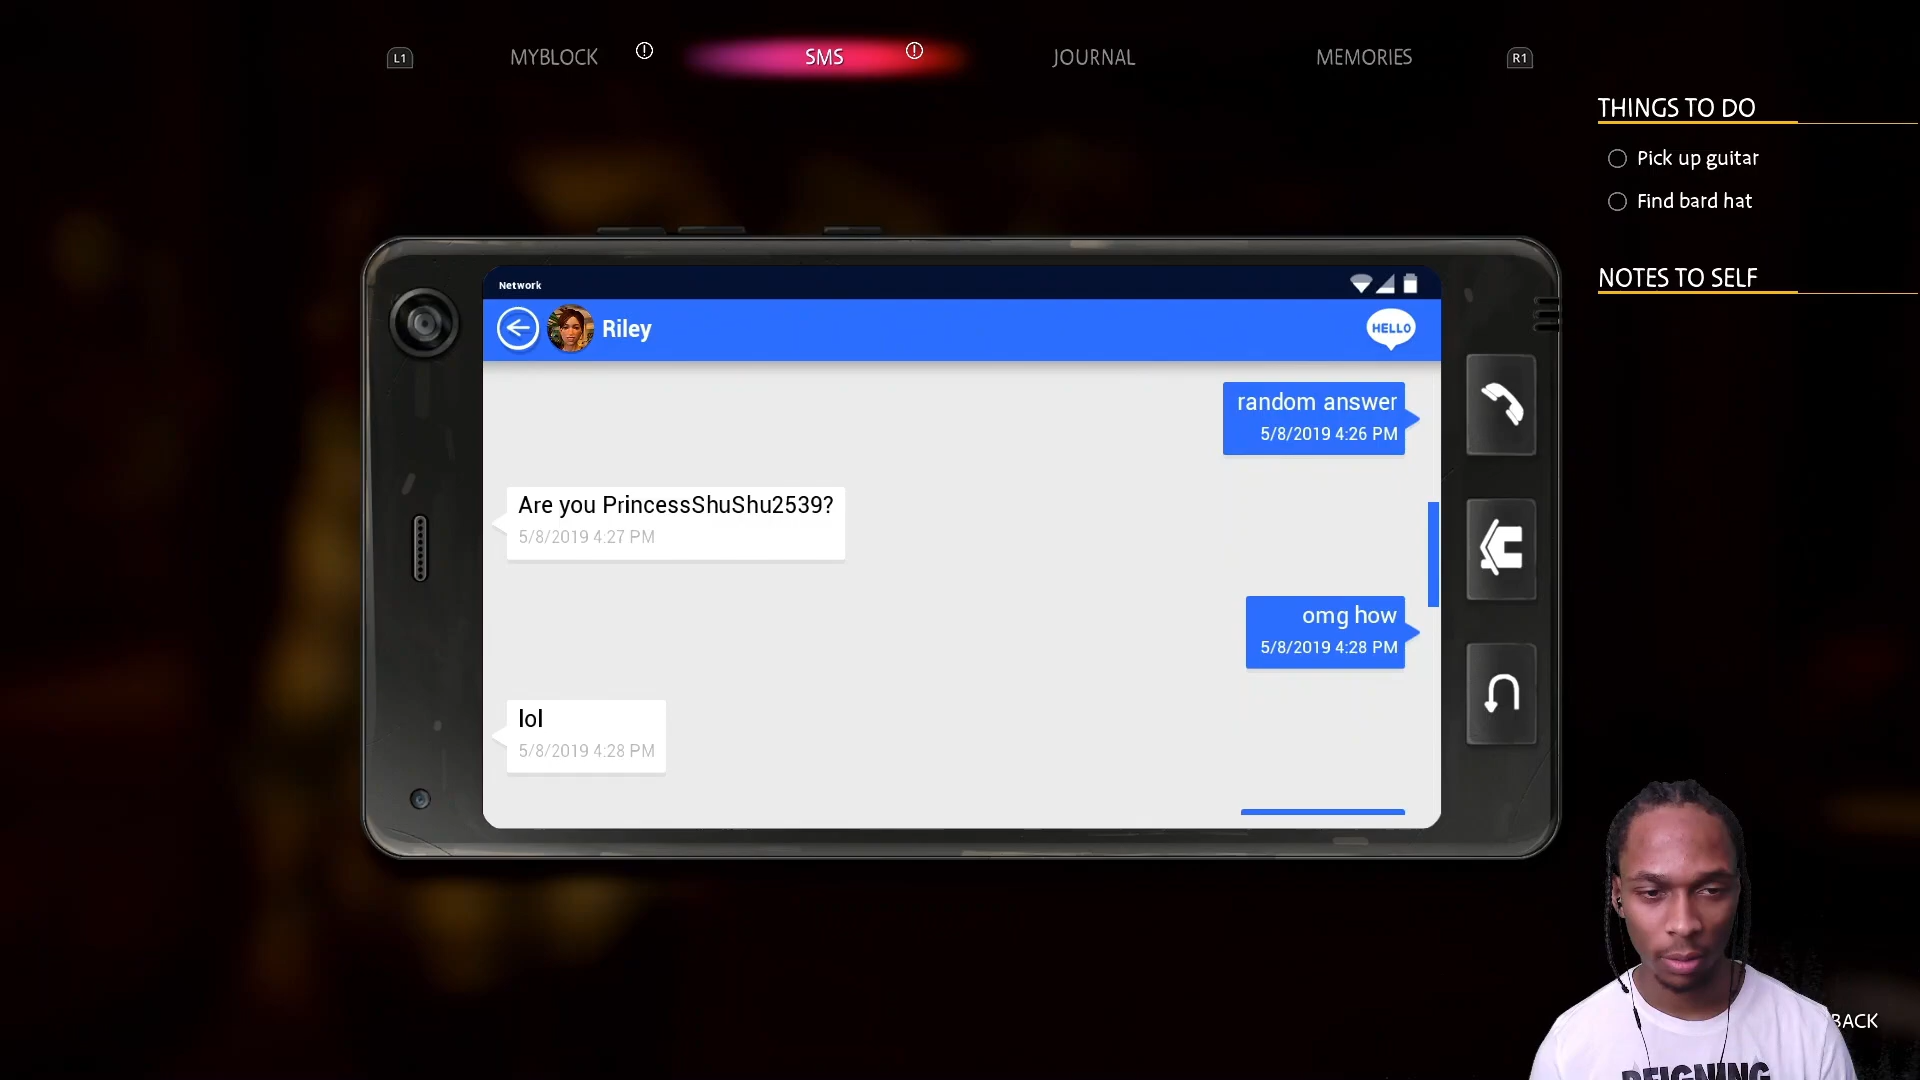 L1
MYBLOCK
SMS
JOURNAL
MEMORIES
R1
THINGS TO DO
Pick up guitar
Find bard hat
NOTES TO SELF
Network
Riley
HELLO
random answer
5/8/2019 4:26 PM
Are you PrincessShuShu2539?
5/8/2019 4:27 PM
omg how
5/8/2019 4:28 PM
lol
5/8/2019 4:28 PM
BACK
REIGNING